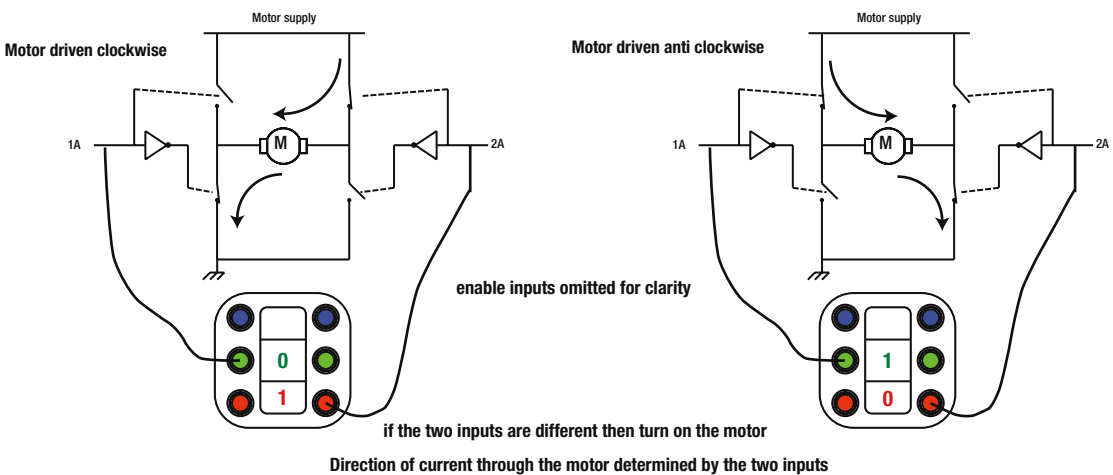 Motor supply
Motor driven clockwise
M
1A
2A
0
1
Motor supply
Motor driven anti clockwise
M
1A
2A
1
0
enable inputs omitted for clarity
if the two inputs are different then turn on the motor
Direction of current through the motor determined by the two inputs